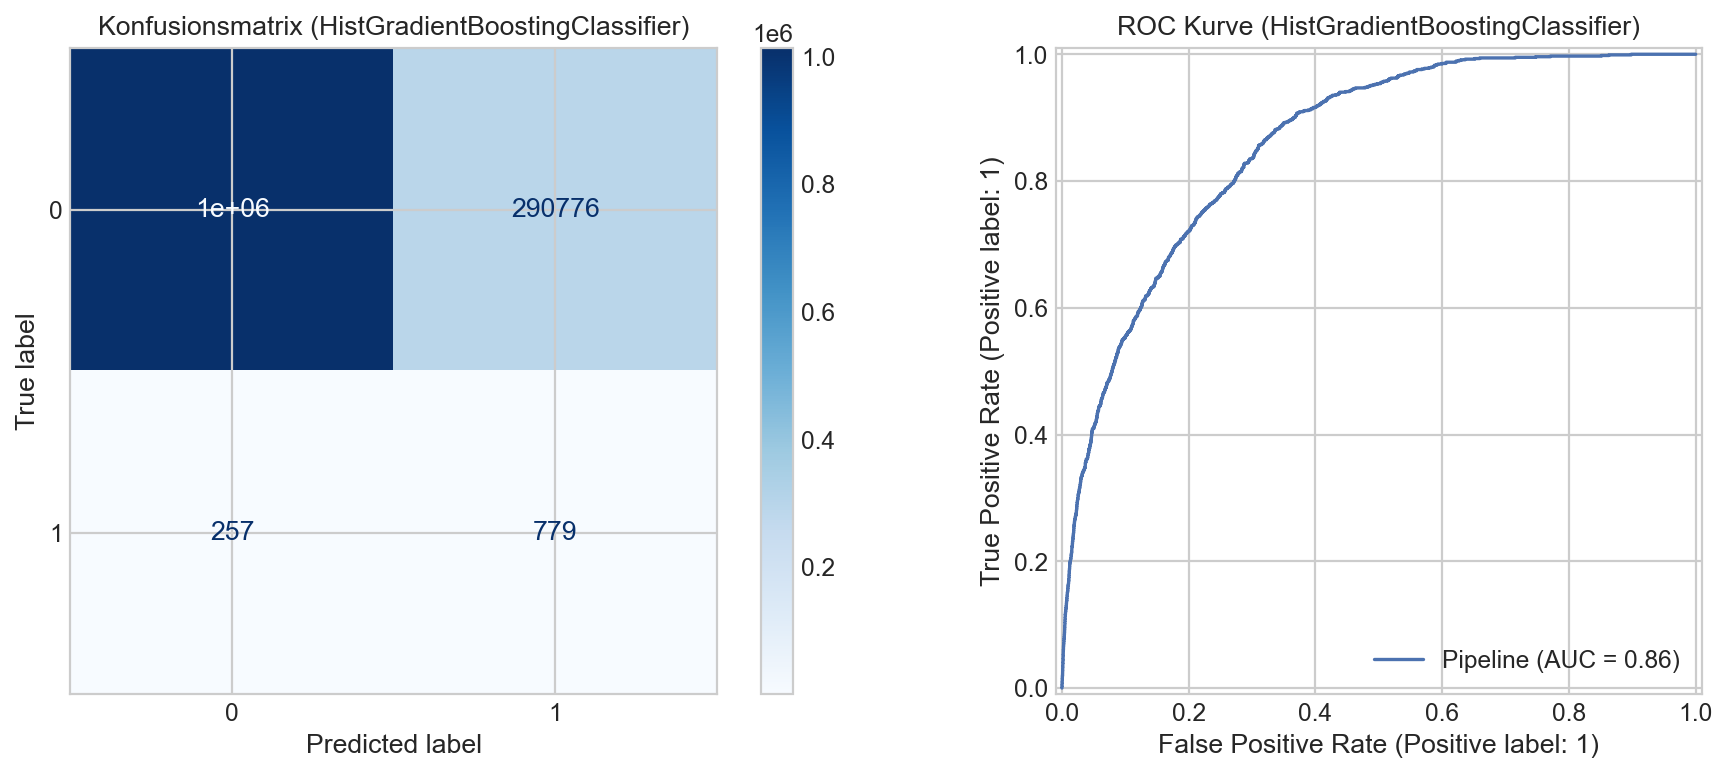 Konfusionsmatrix (HistGradientBoostingClassifier)
1e6
1.0
0.8
0.6
0.4
0.2
0
1
1e+06
290776
257
779
0
1
True label
Predicted label
ROC Kurve (HistGradientBoostingClassifier)
1.0
0.8
0.6
0.4
0.2
0.0
True Positive Rate (Positive label: 1)
Pipeline (AUC = 0.86)
0.0
0.2
0.4
0.6
0.8
1.0
False Positive Rate (Positive label: 1)